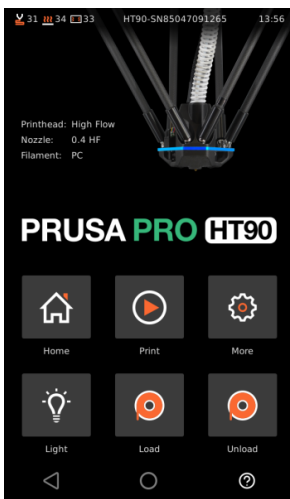 31 34 33 HT90-SN85047091265 13:56
Printhead: High Flow
Nozzle: 0.4 HF
Filament: PC
PRUSA PRO HT90
Home Print More
Light Load Unload